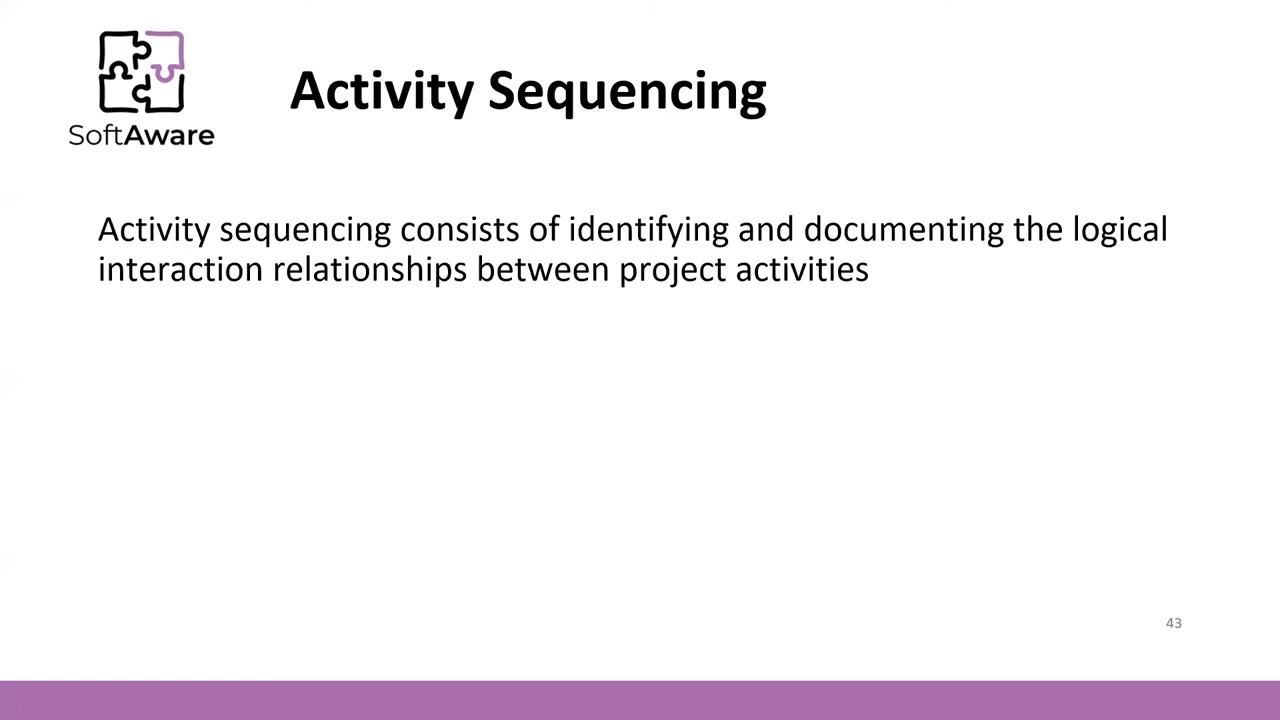 SoftAware
Activity Sequencing
Activity sequencing consists of identifying and documenting the logical
interaction relationships between project activities
43